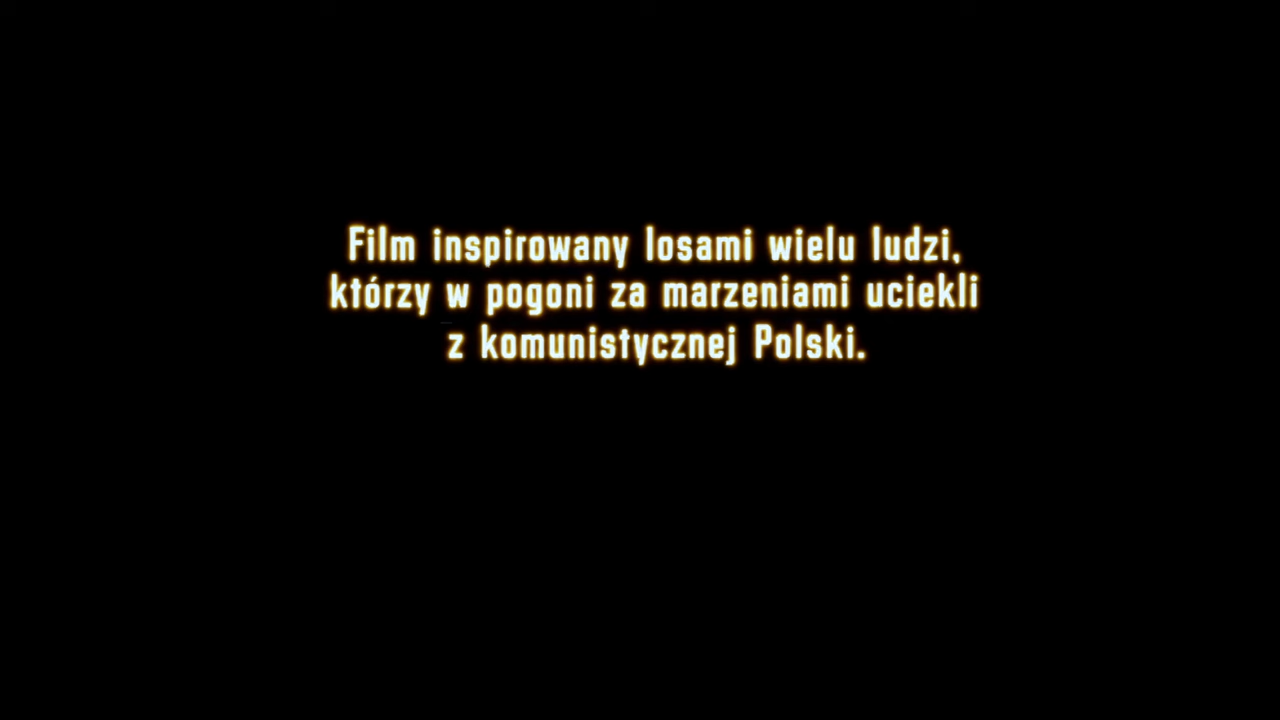 Film inspirowany losami wielu ludzi,
którzy w pogoni za marzeniami uciekli
z komunistycznej Polski.